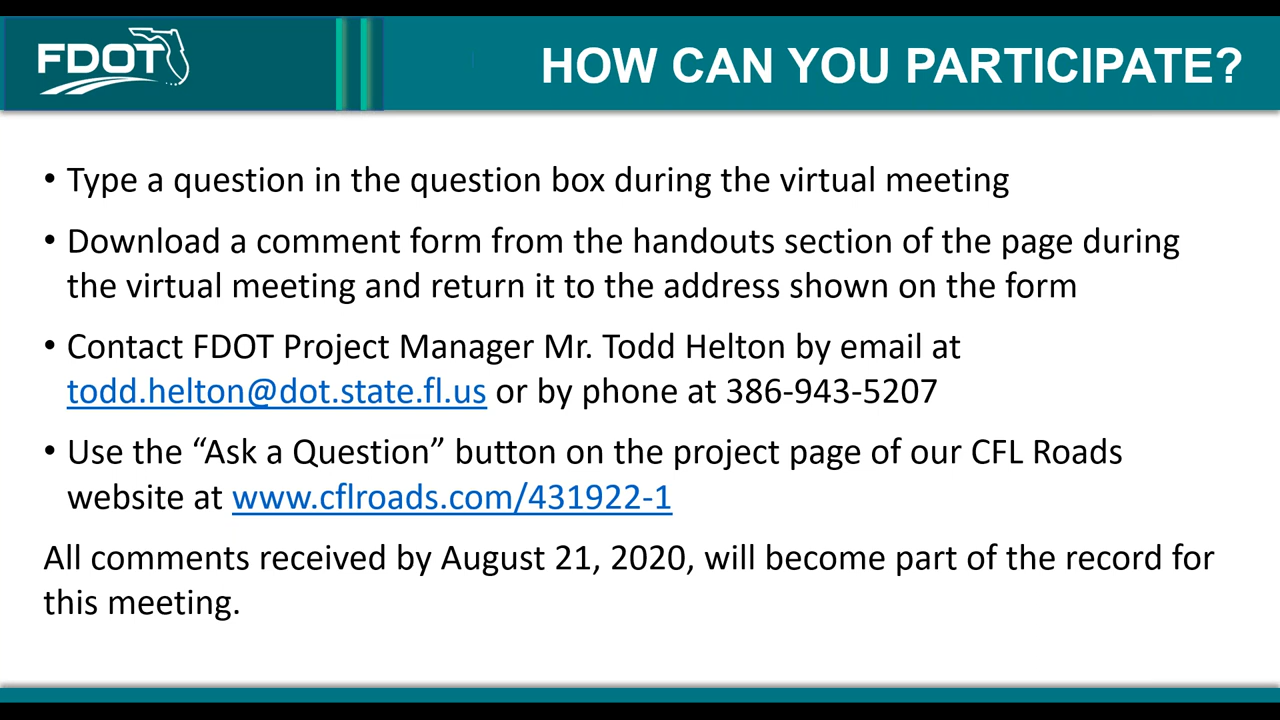 FDOT
HOW CAN YOU PARTICIPATE?
• Type a question in the question box during the virtual meeting
• Download a comment form from the handouts section of the page during
the virtual meeting and return it to the address shown on the form
• Contact FDOT Project Manager Mr. Todd Helton by email at
todd.helton@dot.state.fl.us or by phone at 386-943-5207
• Use the “Ask a Question” button on the project page of our CFL Roads
website at www.cflroads.com/431922-1
All comments received by August 21, 2020, will become part of the record for
this meeting.